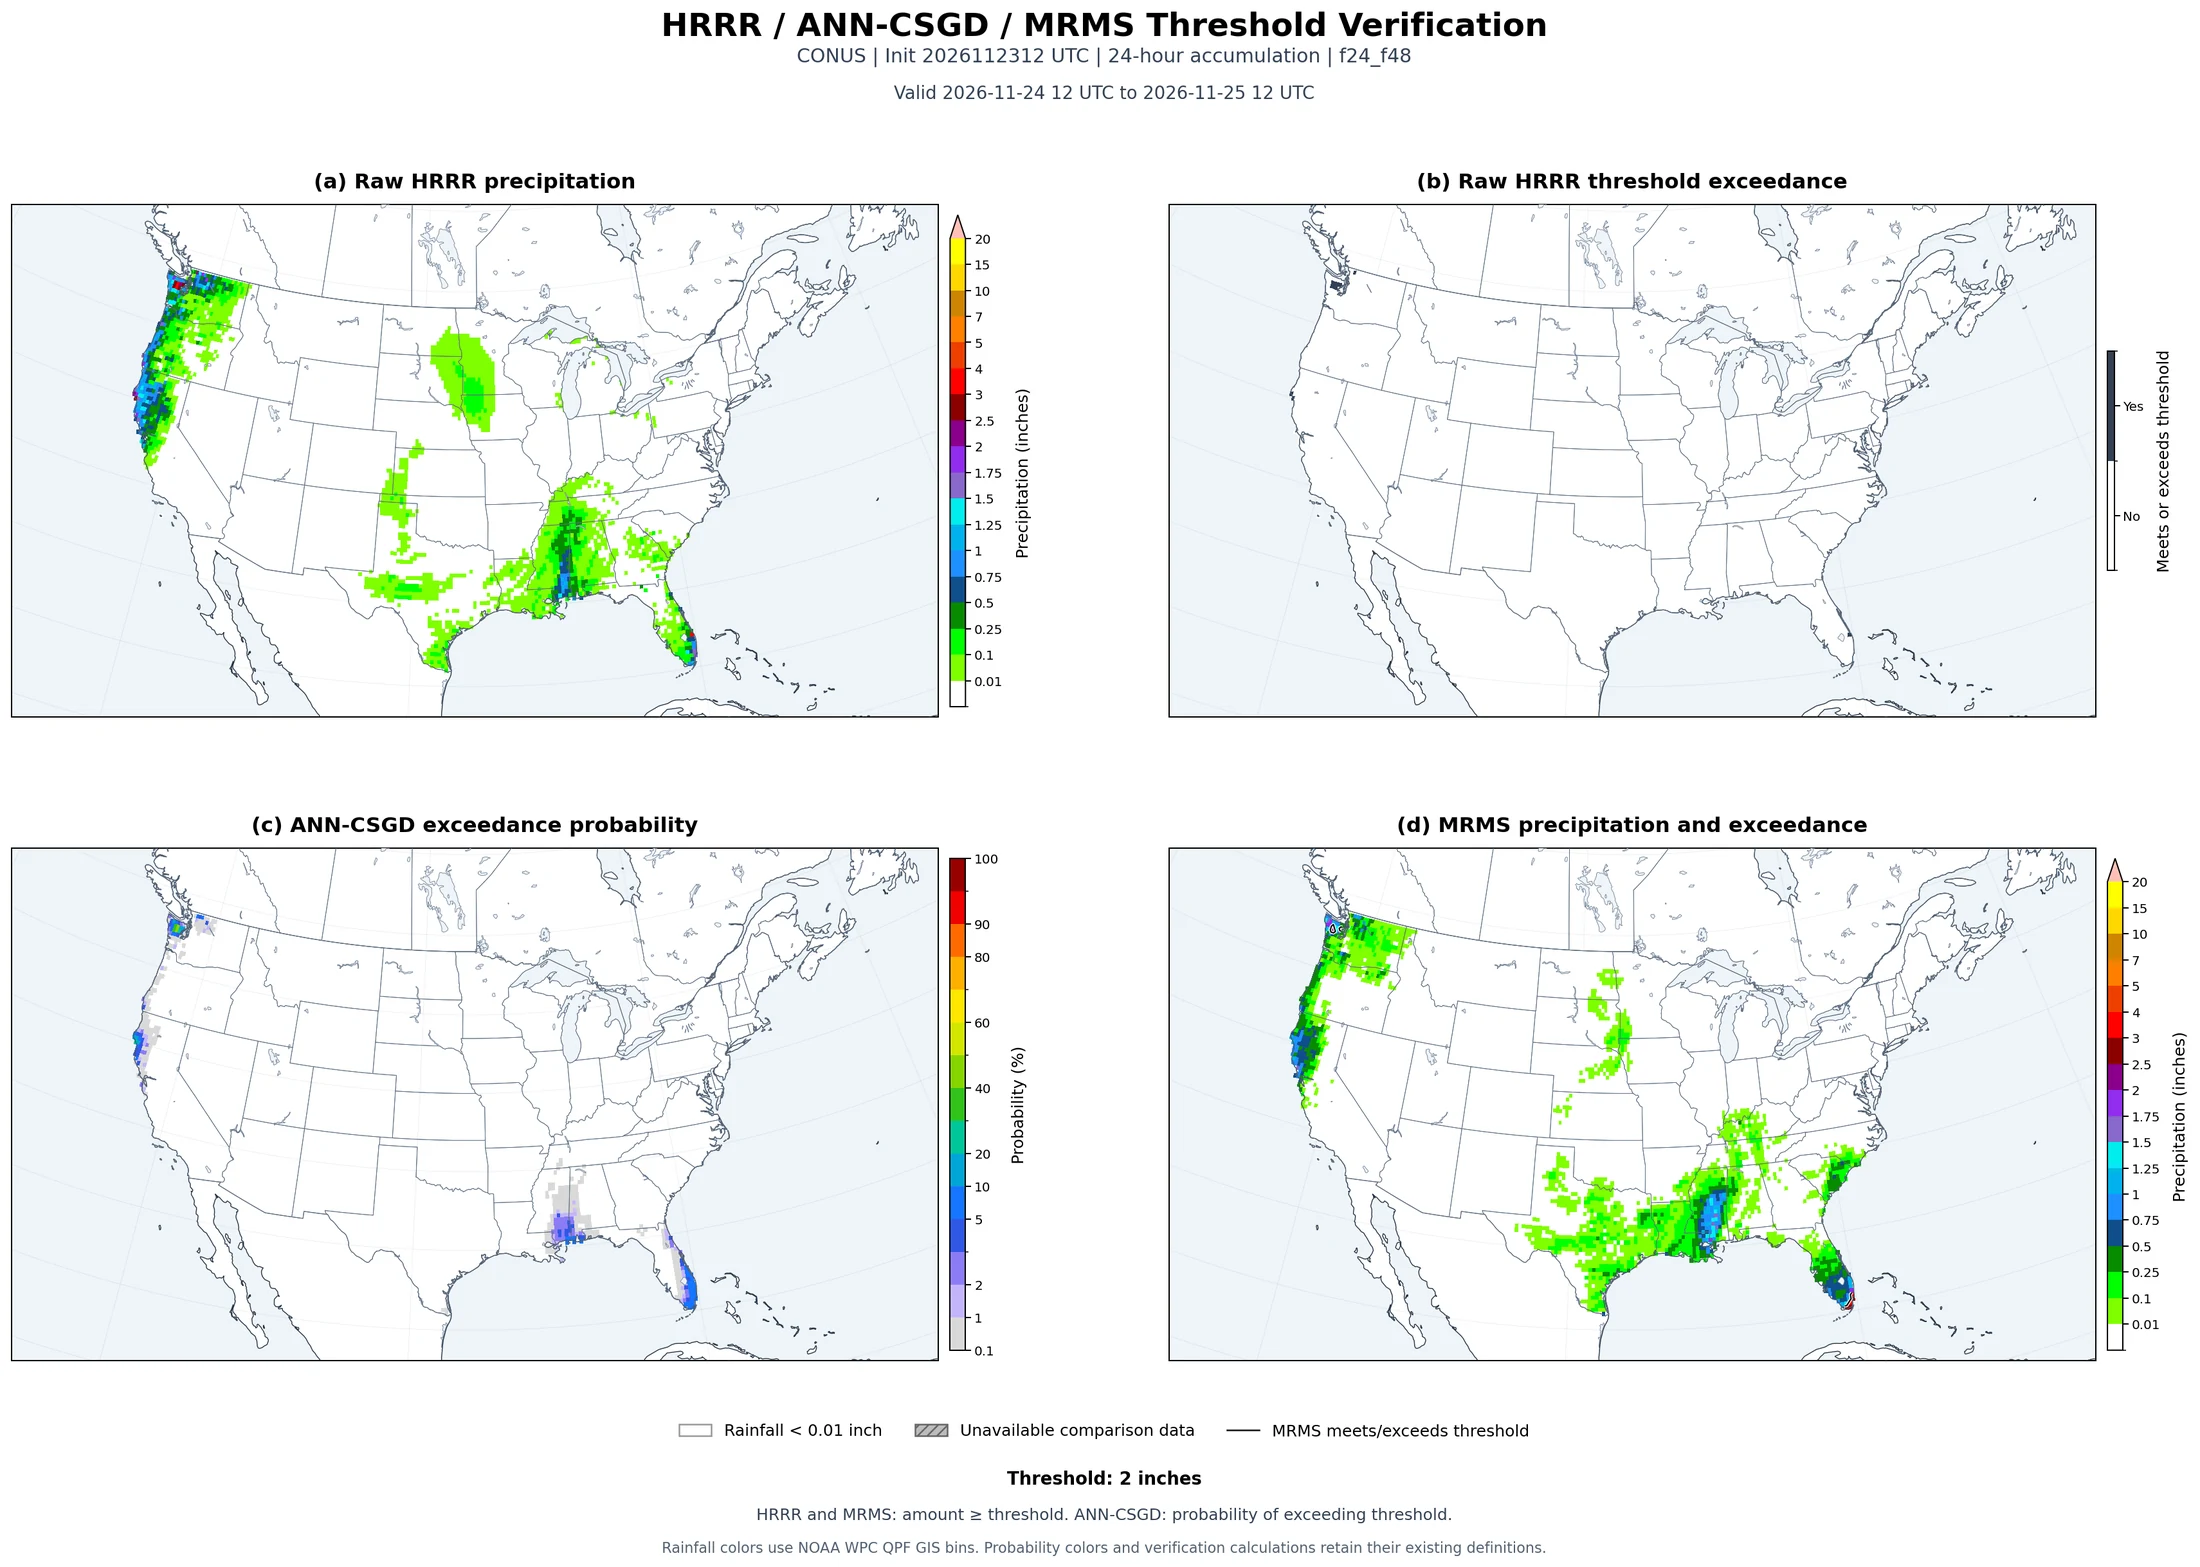 HRRR / ANN-CSGD / MRMS Threshold Verification
CONUS | Init 2026112312 UTC | 24-hour accumulation | f24_f48
Valid 2026-11-24 12 UTC to 2026-11-25 12 UTC
(a) Raw HRRR precipitation
20
15
10
7
5
4
3
2.5
2
1.75
1.5
1.25
1
0.75
0.5
0.25
0.1
0.01
Precipitation (inches)
(b) Raw HRRR threshold exceedance
Yes
No
Meets or exceeds threshold
(c) ANN-CSGD exceedance probability
100
90
80
60
40
20
10
5
2
1
0.1
Probability (%)
(d) MRMS precipitation and exceedance
20
15
10
7
5
4
3
2.5
2
1.75
1.5
1.25
1
0.75
0.5
0.25
0.1
0.01
Precipitation (inches)
Rainfall < 0.01 inch
Unavailable comparison data
MRMS meets/exceeds threshold
Threshold: 2 inches
HRRR and MRMS: amount ≥ threshold. ANN-CSGD: probability of exceeding threshold.
Rainfall colors use NOAA WPC QPF GIS bins. Probability colors and verification calculations retain their existing definitions.